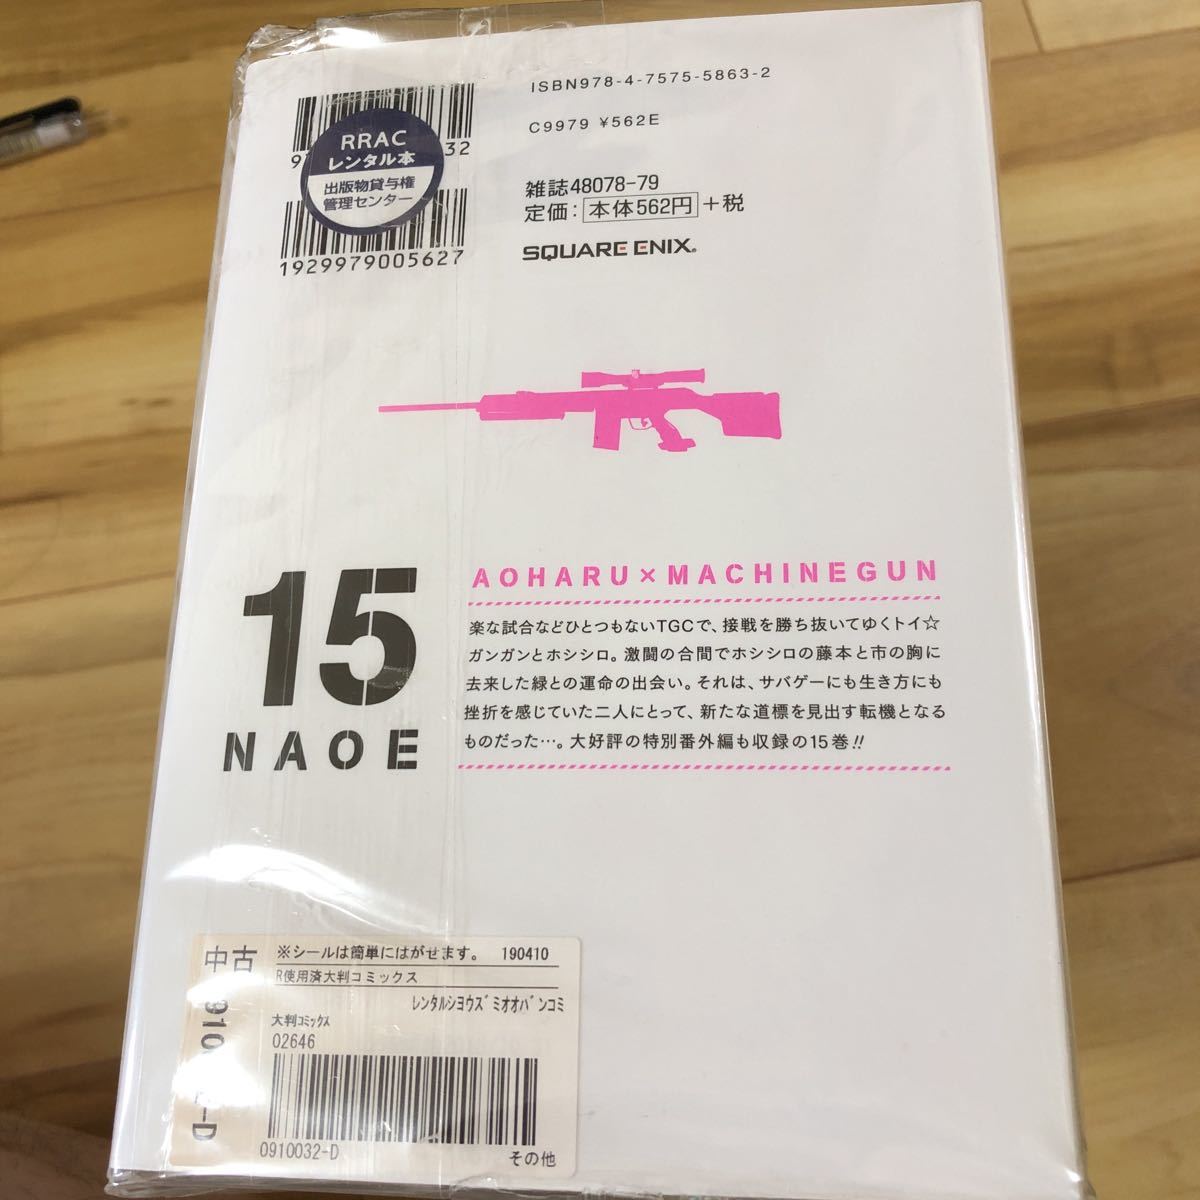 ISBN978-4-7575-5863-2
C9979 ¥562E
RRAC
レンタル本
出版物貸与権
管理センター
32
1929979005627
雑誌48078-79
定価：本体562円+税
SQUARE ENIX®
15
NAOE
AOHARU×MACHINEGUN
楽な試合などひとつもないTGCで、接戦を勝ち抜いてゆくトイ☆
ガンガンとホシシロ。激闘の合間でホシシロの藤本と市の胸に
去来した緑との運命の出会い。それは、サバゲーにも生き方にも
挫折を感じていた二人にとって、新たな道標を見出す転機となる
ものだった…。大好評の特別番外編も収録の15巻!!
中古
※シールは簡単にはがせます。 190410
R使用済大判コミックス
ﾚﾝﾀﾙｼﾖｳｽﾞﾐｵｵﾊﾞﾝｺﾐ
大判ｺﾐｯｸｽ
02646
0910032-D
その他